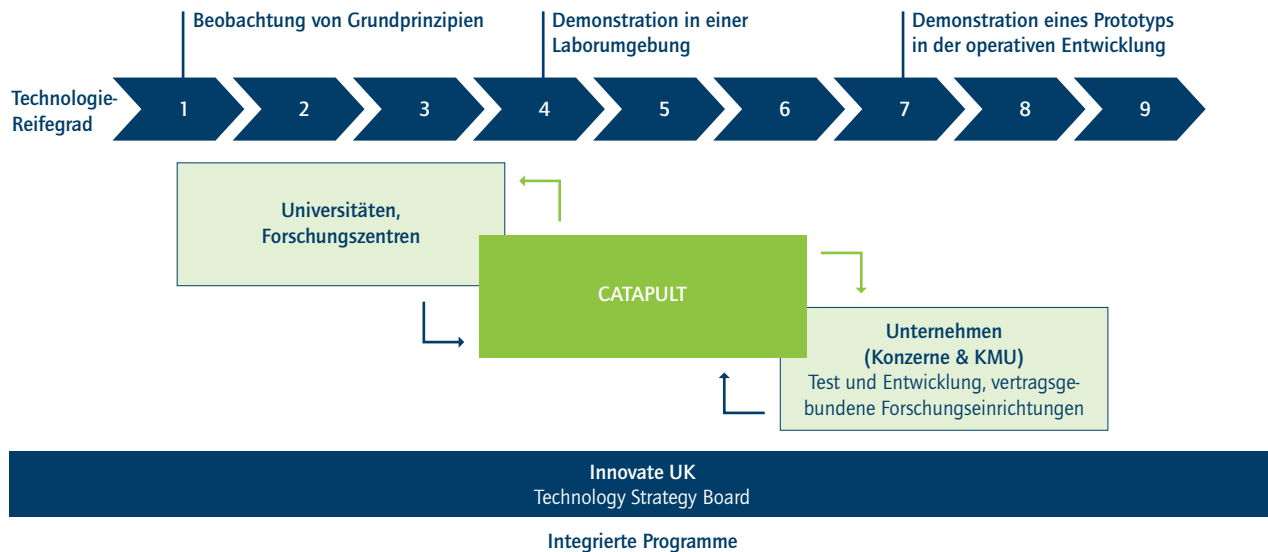 Beobachtung von Grundprinzipien
Demonstration in einer
Laborumgebung
Demonstration eines Prototyps
in der operativen Entwicklung
Technologie-
Reifegrad
1 2 3 4 5 6 7 8 9
Universitäten,
Forschungszentren
CATAPULT
Unternehmen
(Konzerne & KMU)
Test und Entwicklung, vertragsge-
bundene Forschungseinrichtungen
Innovate UK
Technology Strategy Board
Integrierte Programme